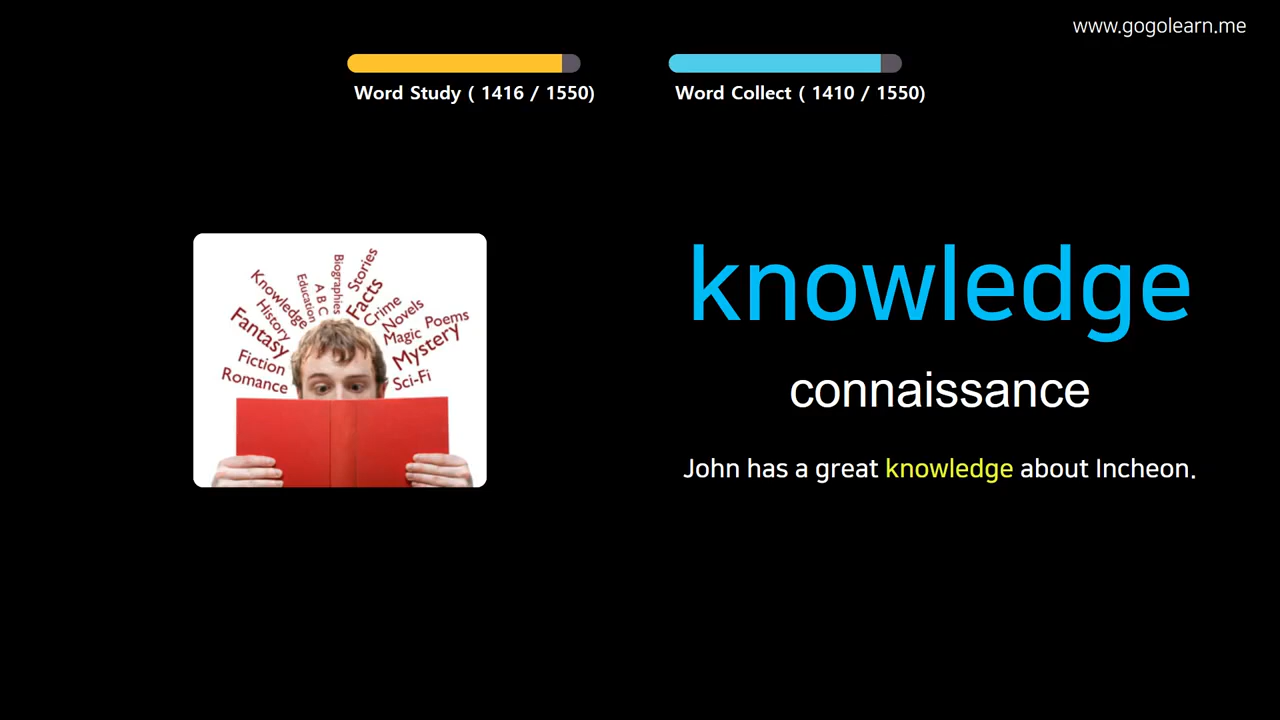 www.gogolearn.me
Word Study ( 1416 / 1550)
Word Collect ( 1410 / 1550)
Stories
Biographies
Facts
A B C
Education
Crime
Knowledge
Novels
History
Poems
Magic
Fantasy
Mystery
Fiction
Sci-Fi
Romance
knowledge
connaissance
John has a great knowledge about Incheon.